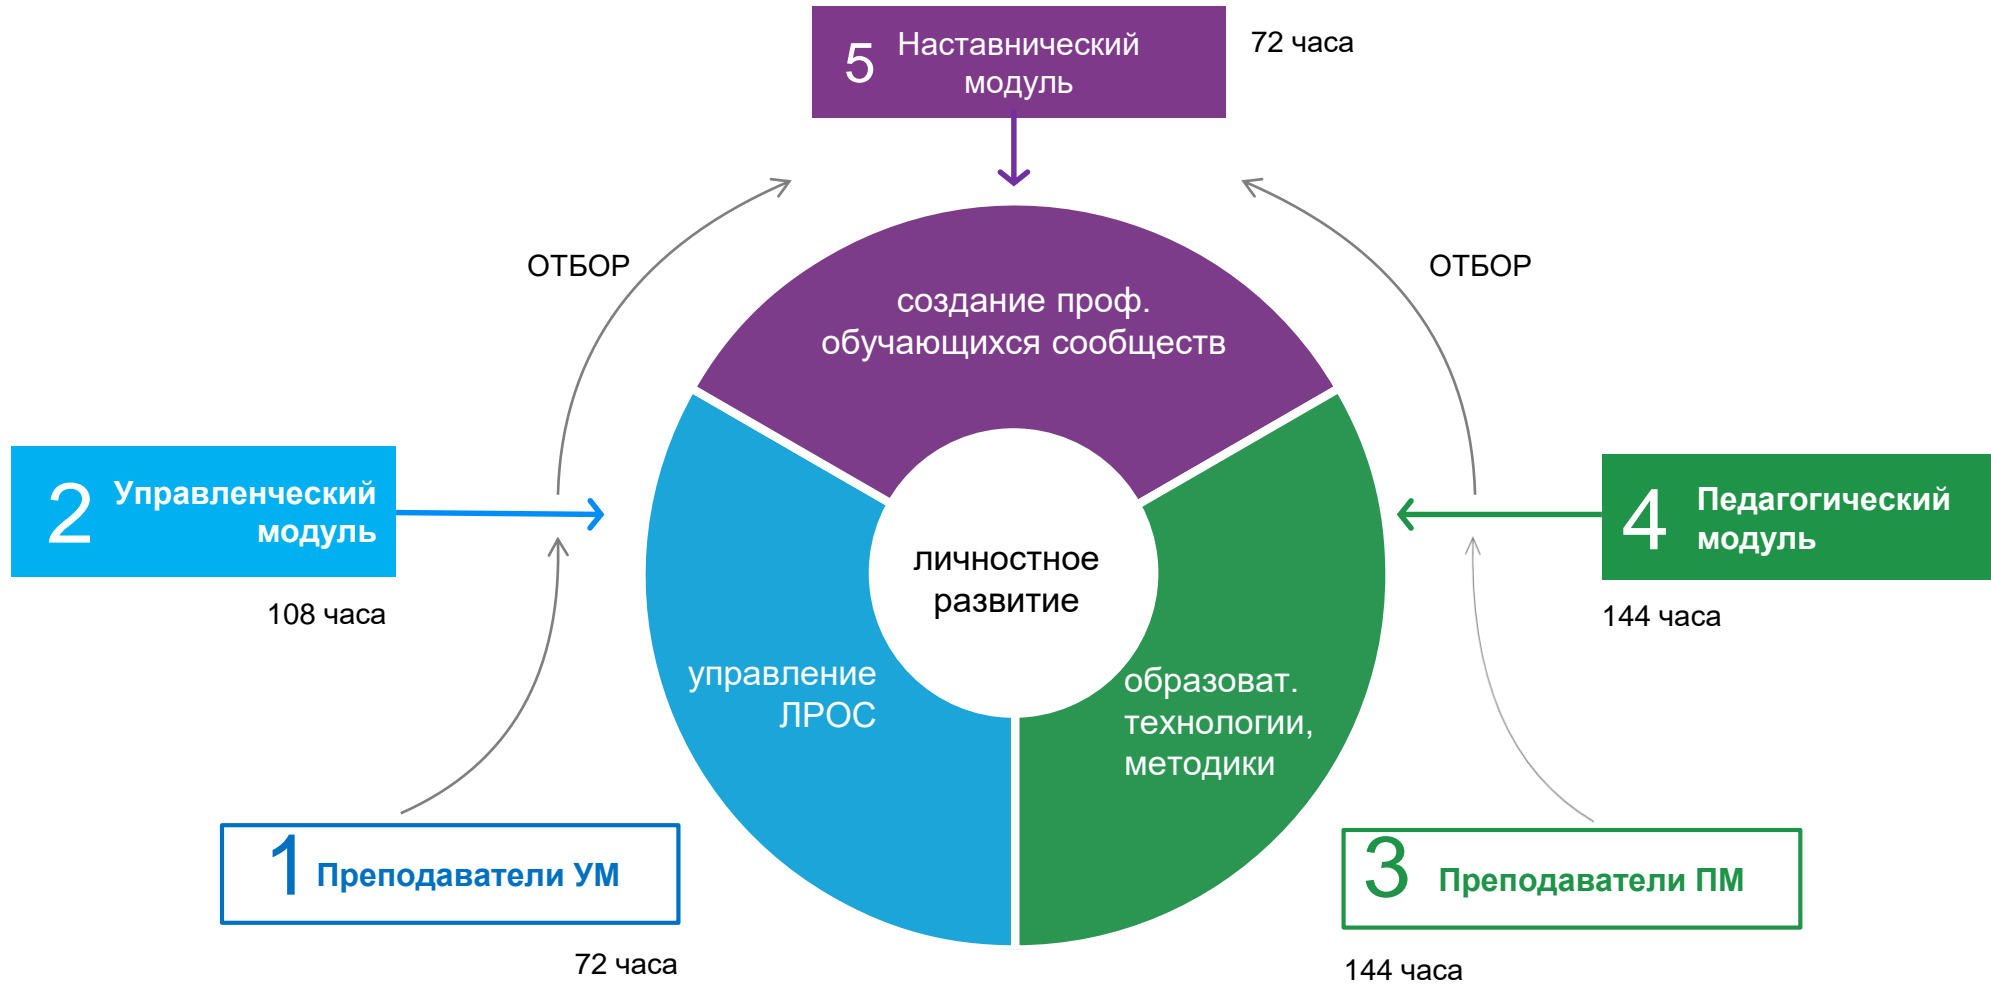 5
Наставнический
модуль
72 часа
ОТБОР
ОТБОР
создание проф.
обучающихся сообществ
2
Управленческий
модуль
108 часа
4
Педагогический
модуль
144 часа
личностное
развитие
управление
ЛРОС
образоват.
технологии,
методики
1
Преподаватели УМ
72 часа
3
Преподаватели ПМ
144 часа